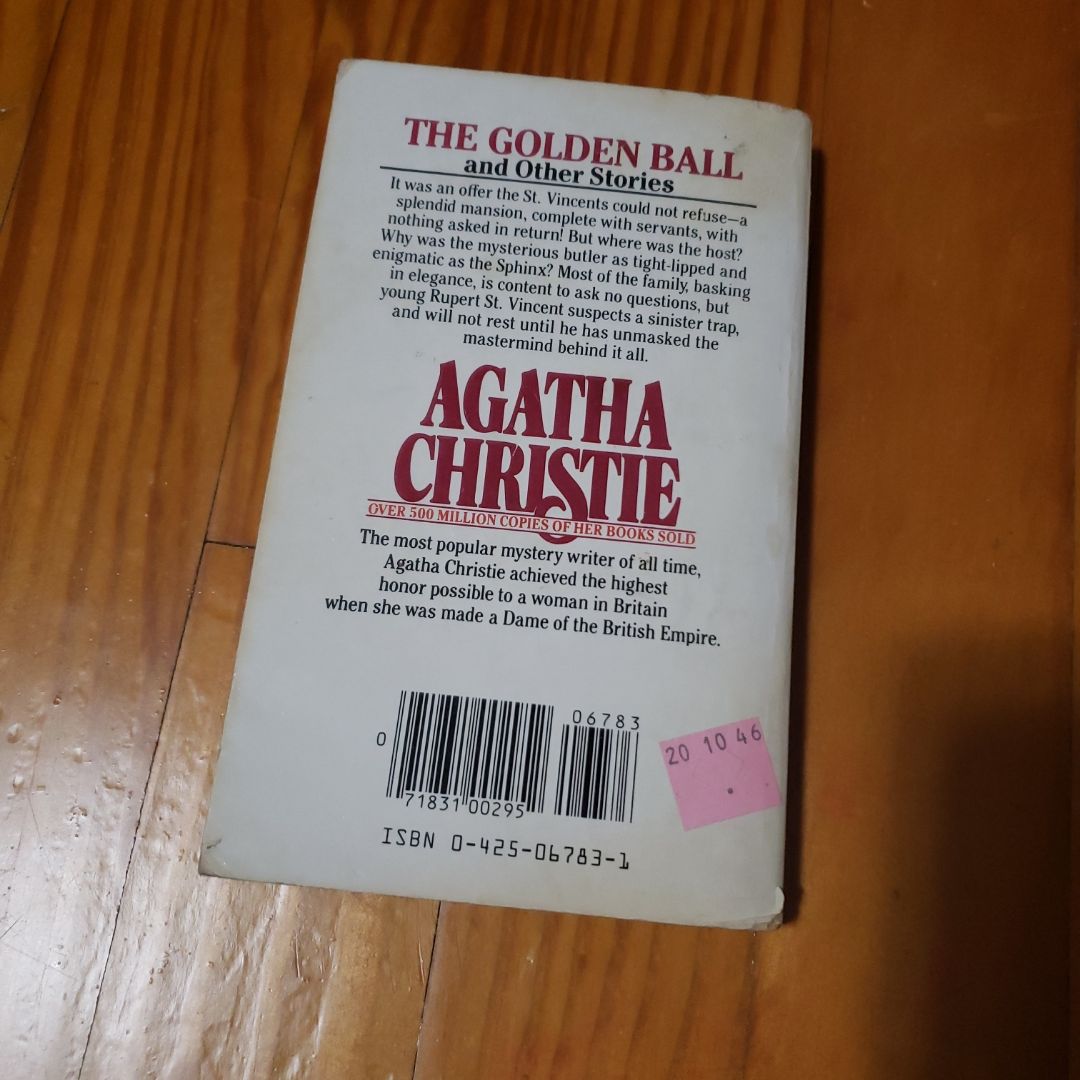 THE GOLDEN BALL
and Other Stories
It was an offer the St. Vincents could not refuse—a
splendid mansion, complete with servants, with
nothing asked in return! But where was the host?
Why was the mysterious butler as tight-lipped and
enigmatic as the Sphinx? Most of the family, basking
in elegance, is content to ask no questions, but
young Rupert St. Vincent suspects a sinister trap,
and will not rest until he has unmasked the
mastermind behind it all.
AGATHA
CHRISTIE
OVER 500 MILLION COPIES OF HER BOOKS SOLD
The most popular mystery writer of all time,
Agatha Christie achieved the highest
honor possible to a woman in Britain
when she was made a Dame of the British Empire.
06783
0
71831 00295
20 10 46
ISBN 0-425-06783-1